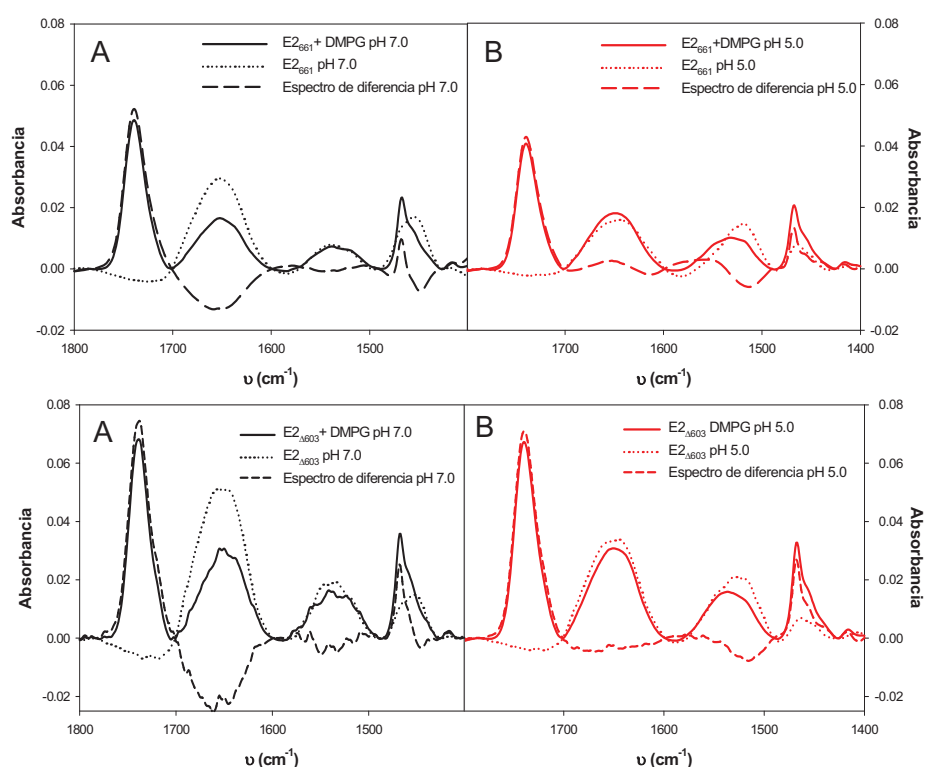 A
E2661+ DMPG pH 7.0
E2661 pH 7.0
Espectro de diferencia pH 7.0
Absorbancia
0.08
0.06
0.04
0.02
0.00
-0.02
1800
1700
1600
1500
υ (cm-1)
B
E2661+DMPG pH 5.0
E2661 pH 5.0
Espectro de diferencia pH 5.0
Absorbancia
0.08
0.06
0.04
0.02
0.00
-0.02
1700
1600
1500
1400
υ (cm-1)
A
E2Δ603+ DMPG pH 7.0
E2Δ603 pH 7.0
Espectro de diferencia pH 7.0
Absorbancia
0.08
0.06
0.04
0.02
0.00
-0.02
1800
1700
1600
1500
υ (cm-1)
B
E2Δ603 DMPG pH 5.0
E2Δ603 pH 5.0
Espectro de diferencia pH 5.0
Absorbancia
0.08
0.06
0.04
0.02
0.00
-0.02
1700
1600
1500
1400
υ (cm-1)